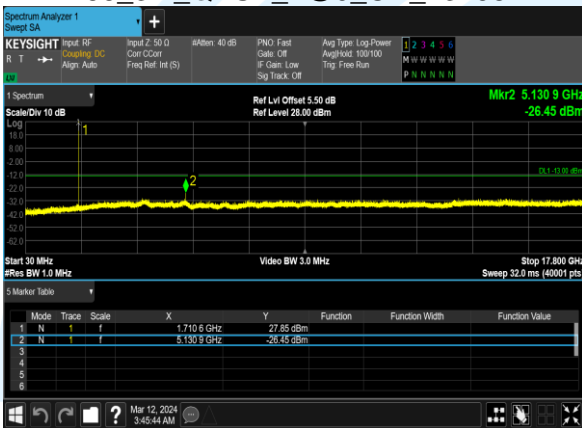 Spectrum Analyzer 1
Swept SA
KEYSIGHT Input: RF Input Z: 50 Ω #Atten: 40 dB PNO: Fast Avg Type: Log-Power 1 2 3 4 5 6
R T Coupling: DC Corr CCorr Gate: Off Avg|Hold: 100/100 M W W W W W
Align: Auto Freq Ref: Int (S) IF Gain: Low Trig: Free Run
Sig Track: Off P N N N N N
LW
1 Spectrum Ref Lvl Offset 5.50 dB Mkr2 5.130 9 GHz
Scale/Div 10 dB Ref Level 28.00 dBm -26.45 dBm
Log
18.0
8.00
-2.00
-12.0
-22.0
-32.0
-42.0
-52.0
-62.0
1
2
DL1 -13.00 dBm
Start 30 MHz Video BW 3.0 MHz Stop 17.800 GHz
#Res BW 1.0 MHz Sweep 32.0 ms (40001 pts
5 Marker Table
Mode Trace Scale X Y Function Function Width Function Value
1 N 1 f 1.710 6 GHz 27.85 dBm
2 N 1 f 5.130 9 GHz -26.45 dBm
3
4
5
6
? Mar 12, 2024
3:45:44 AM